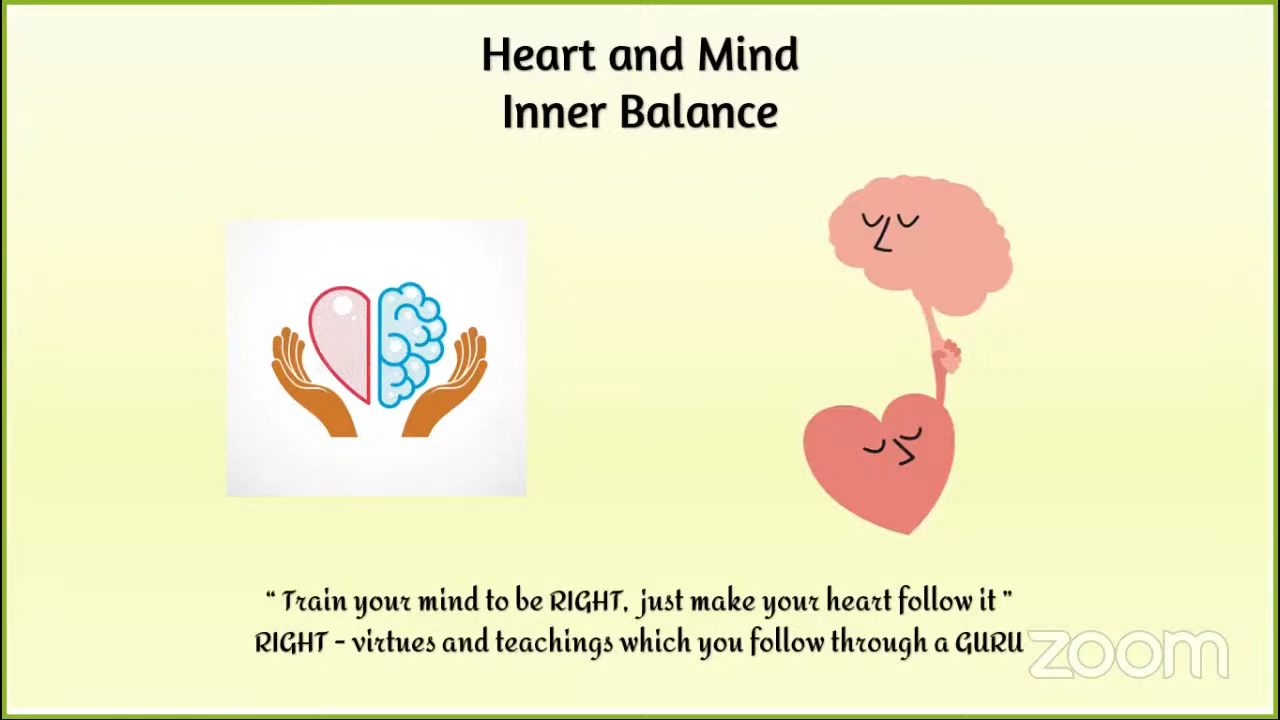 Heart and Mind
Inner Balance
“ Train your mind to be RIGHT, just make your heart follow it ”
RIGHT - virtues and teachings which you follow through a GURU
zoom